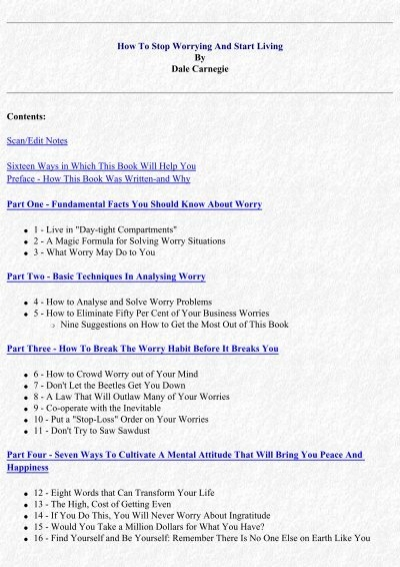 How To Stop Worrying And Start Living
By
Dale Carnegie
Contents:
Scan/Edit Notes
Sixteen Ways in Which This Book Will Help You
Preface - How This Book Was Written-and Why
Part One - Fundamental Facts You Should Know About Worry
1 - Live in "Day-tight Compartments"
2 - A Magic Formula for Solving Worry Situations
3 - What Worry May Do to You
Part Two - Basic Techniques In Analysing Worry
4 - How to Analyse and Solve Worry Problems
5 - How to Eliminate Fifty Per Cent of Your Business Worries
Nine Suggestions on How to Get the Most Out of This Book
Part Three - How To Break The Worry Habit Before It Breaks You
6 - How to Crowd Worry out of Your Mind
7 - Don't Let the Beetles Get You Down
8 - A Law That Will Outlaw Many of Your Worries
9 - Co-operate with the Inevitable
10 - Put a "Stop-Loss" Order on Your Worries
11 - Don't Try to Saw Sawdust
Part Four - Seven Ways To Cultivate A Mental Attitude That Will Bring You Peace And
Happiness
12 - Eight Words that Can Transform Your Life
13 - The High, Cost of Getting Even
14 - If You Do This, You Will Never Worry About Ingratitude
15 - Would You Take a Million Dollars for What You Have?
16 - Find Yourself and Be Yourself: Remember There Is No One Else on Earth Like You